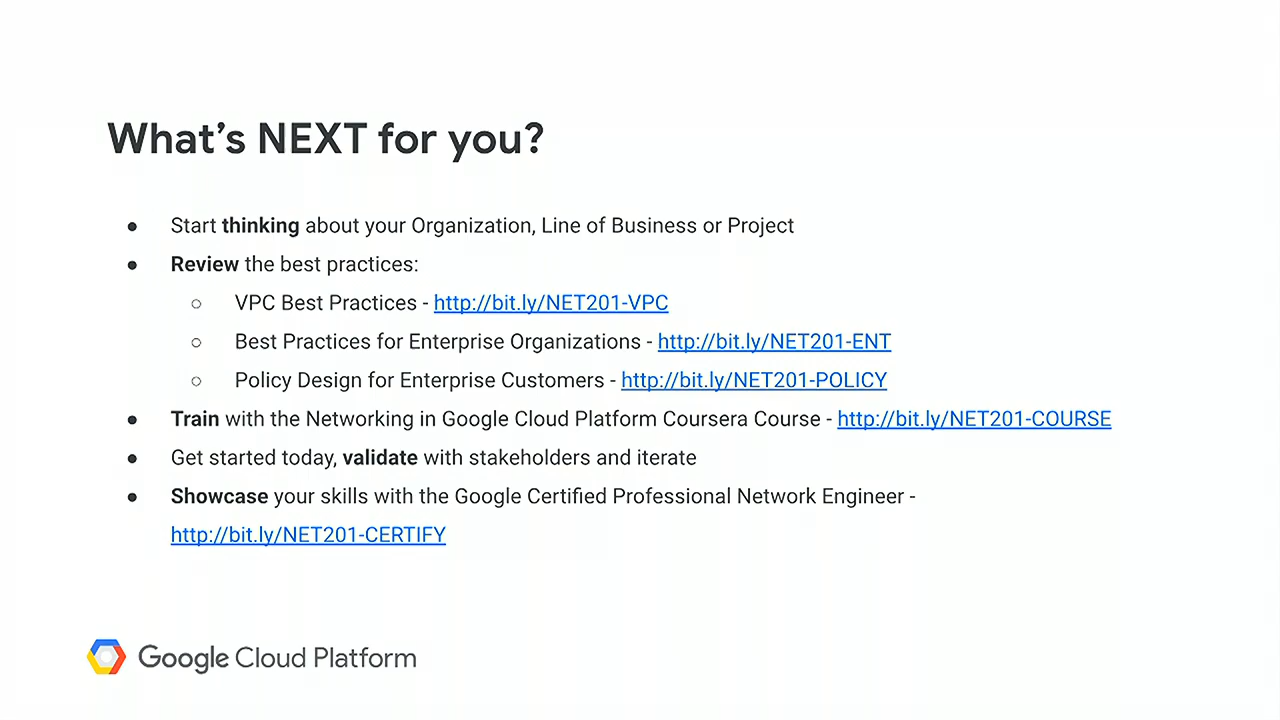 What's NEXT for you?
● Start thinking about your Organization, Line of Business or Project
● Review the best practices:
○ VPC Best Practices - http://bit.ly/NET201-VPC
○ Best Practices for Enterprise Organizations - http://bit.ly/NET201-ENT
○ Policy Design for Enterprise Customers - http://bit.ly/NET201-POLICY
● Train with the Networking in Google Cloud Platform Coursera Course - http://bit.ly/NET201-COURSE
● Get started today, validate with stakeholders and iterate
● Showcase your skills with the Google Certified Professional Network Engineer -
http://bit.ly/NET201-CERTIFY
Google Cloud Platform